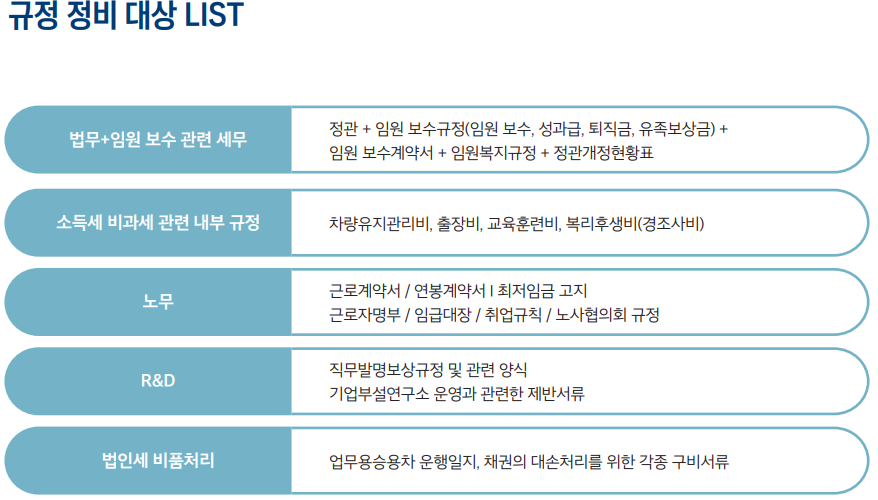 규정 정비 대상 LIST
법무+임원 보수 관련 세무
정관 + 임원 보수규정(임원 보수, 성과급, 퇴직금, 유족보상금) +
임원 보수계약서 + 임원복지규정 + 정관개정현황표
소득세 비과세 관련 내부 규정
차량유지관리비, 출장비, 교육훈련비, 복리후생비(경조사비)
노무
근로계약서 / 연봉계약서 I 최저임금 고지
근로자명부 / 임급대장 / 취업규칙 / 노사협의회 규정
R&D
직무발명보상규정 및 관련 양식
기업부설연구소 운영과 관련한 제반서류
법인세 비품처리
업무용승용차 운행일지, 채권의 대손처리를 위한 각종 구비서류